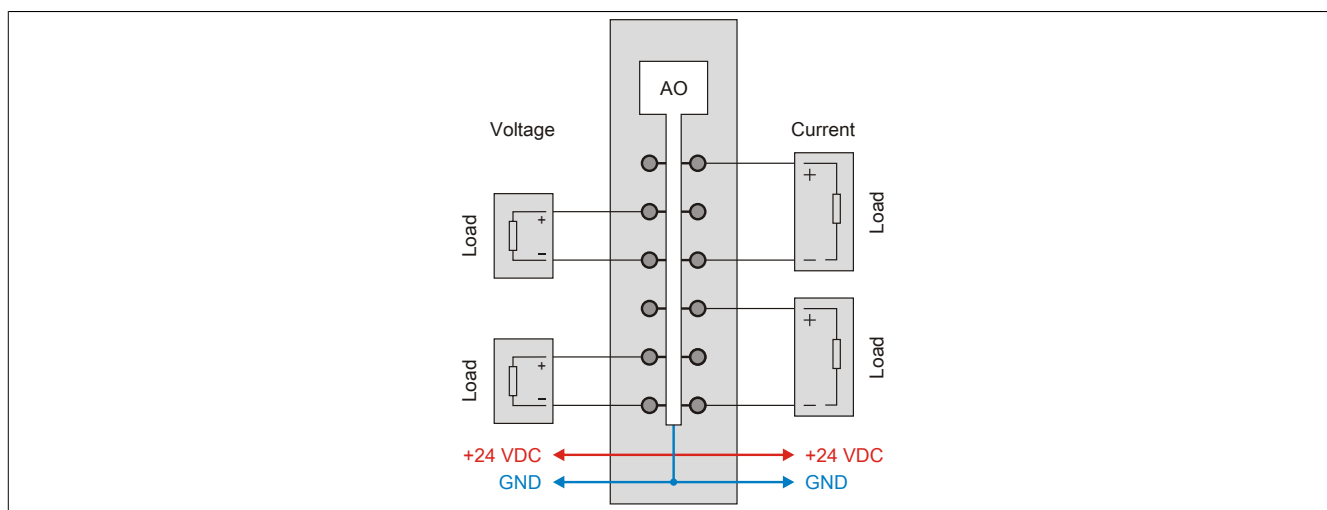 AO
Voltage
Current
Load
+
−
+
−
Load
Load
+
−
+
−
Load
+24 VDC
+24 VDC
GND
GND